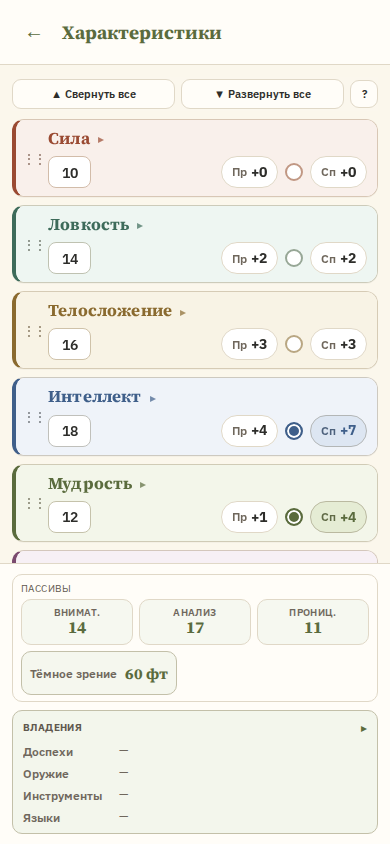 ← Характеристики
▲ Свернуть все ▼ Развернуть все ?
Сила ▸
10 Пр +0 Сп +0
Ловкость ▸
14 Пр +2 Сп +2
Телосложение ▸
16 Пр +3 Сп +3
Интеллект ▸
18 Пр +4 Сп +7
Мудрость ▸
12 Пр +1 Сп +4
ПАССИВЫ
ВНИМАТ. АНАЛИЗ ПРОНИЦ.
14 17 11
Тёмное зрение 60 фт
ВЛАДЕНИЯ ▸
Доспехи —
Оружие —
Инструменты —
Языки —